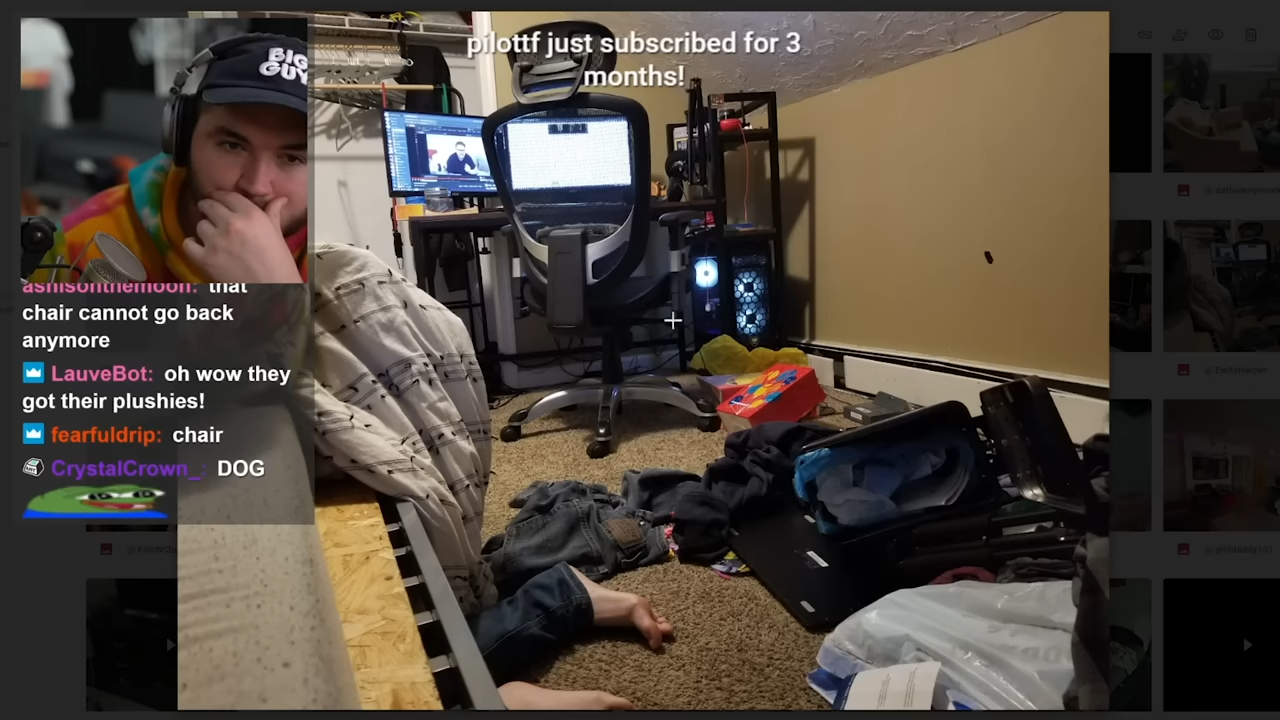 pilottf just subscribed for 3
months!
BIG
GUY
ashisonthemoon: that
chair cannot go back
anymore
LauveBot: oh wow they
got their plushies!
fearfuldrip: chair
CrystalCrown_: DOG